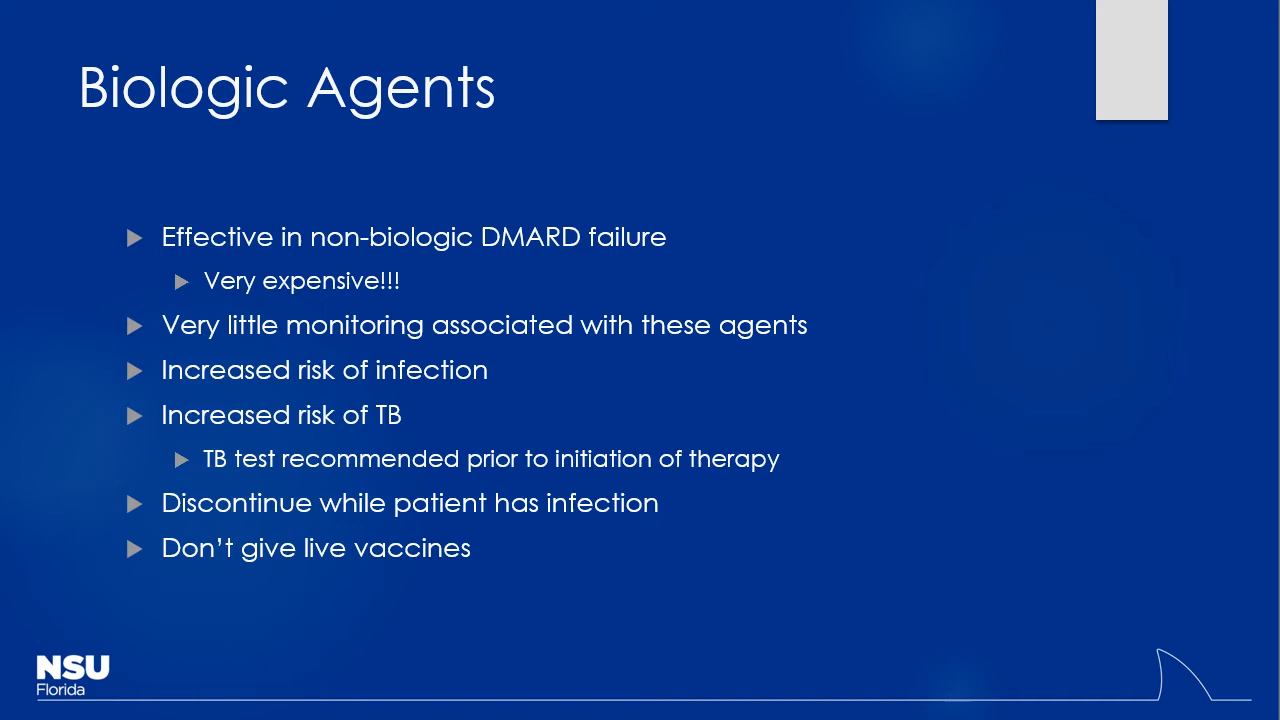 Biologic Agents
Effective in non-biologic DMARD failure
Very expensive!!!
Very little monitoring associated with these agents
Increased risk of infection
Increased risk of TB
TB test recommended prior to initiation of therapy
Discontinue while patient has infection
Don’t give live vaccines
NSU
Florida